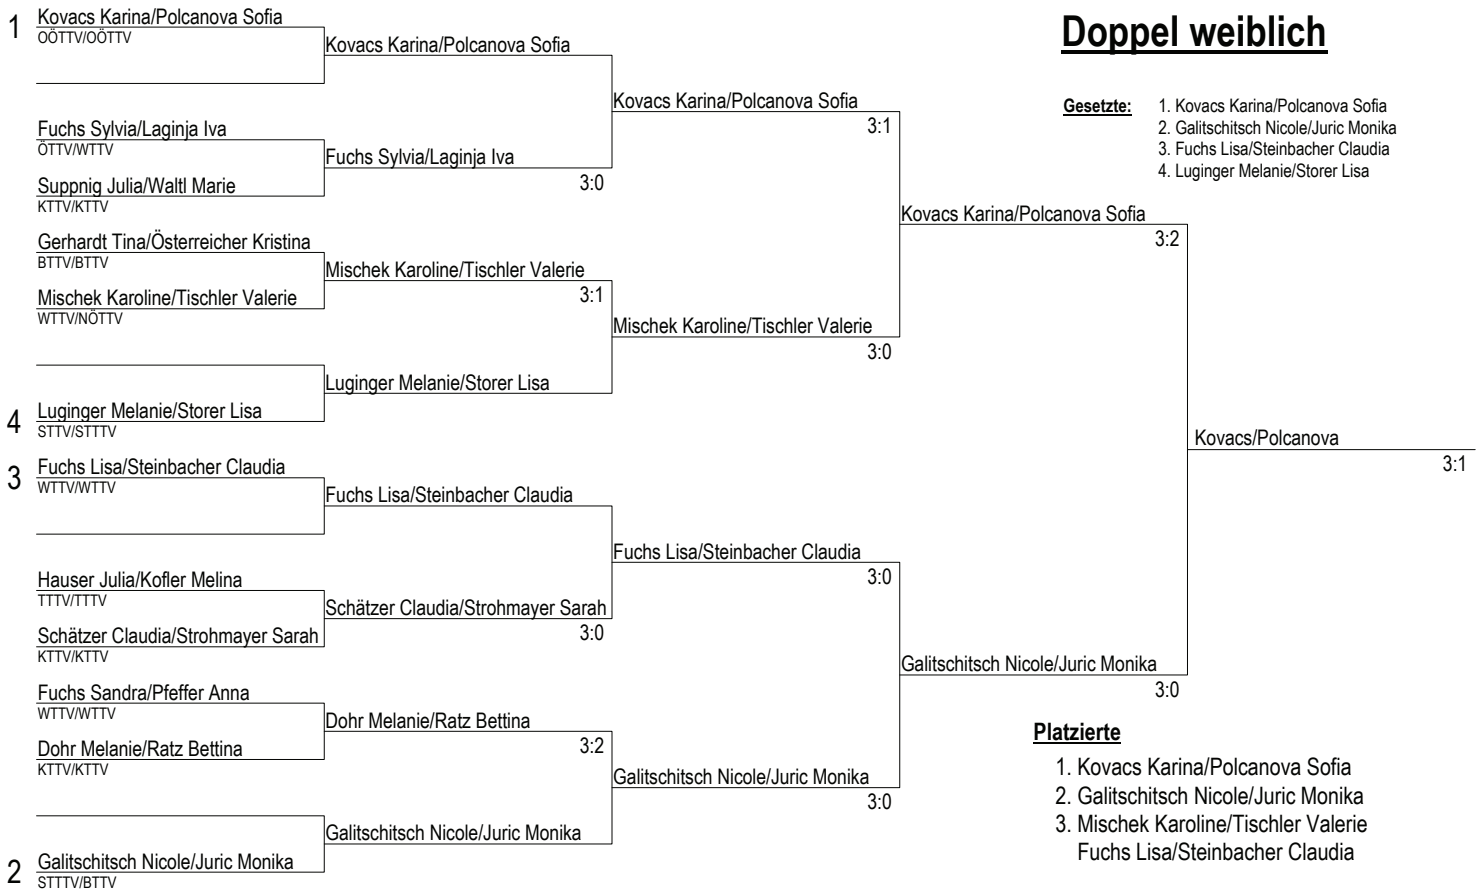 Doppel weiblich
Gesetzte:
1. Kovacs Karina/Polcanova Sofia
2. Galitschitsch Nicole/Juric Monika
3. Fuchs Lisa/Steinbacher Claudia
4. Luginger Melanie/Storer Lisa
1
Kovacs Karina/Polcanova Sofia
OÖTTV/OÖTTV
Fuchs Sylvia/Laginja Iva
ÖTTV/WTTV
Suppnig Julia/Waltl Marie
KTTV/KTTV
Gerhardt Tina/Österreicher Kristina
BTTV/BTTV
Mischek Karoline/Tischler Valerie
WTTV/NÖTTV
4
Luginger Melanie/Storer Lisa
STTV/STTTV
3
Fuchs Lisa/Steinbacher Claudia
WTTV/WTTV
Hauser Julia/Kofler Melina
TTTV/TTTV
Schätzer Claudia/Strohmayer Sarah
KTTV/KTTV
Fuchs Sandra/Pfeffer Anna
WTTV/WTTV
Dohr Melanie/Ratz Bettina
KTTV/KTTV
2
Galitschitsch Nicole/Juric Monika
STTTV/BTTV
Kovacs Karina/Polcanova Sofia
Fuchs Sylvia/Laginja Iva
3:0
Mischek Karoline/Tischler Valerie
3:1
Luginger Melanie/Storer Lisa
Fuchs Lisa/Steinbacher Claudia
Schätzer Claudia/Strohmayer Sarah
3:0
Dohr Melanie/Ratz Bettina
3:2
Galitschitsch Nicole/Juric Monika
Kovacs Karina/Polcanova Sofia
3:1
Mischek Karoline/Tischler Valerie
3:0
Fuchs Lisa/Steinbacher Claudia
3:0
Galitschitsch Nicole/Juric Monika
3:0
Kovacs Karina/Polcanova Sofia
3:2
Galitschitsch Nicole/Juric Monika
3:0
Kovacs/Polcanova
3:1
Platzierte
1. Kovacs Karina/Polcanova Sofia
2. Galitschitsch Nicole/Juric Monika
3. Mischek Karoline/Tischler Valerie
Fuchs Lisa/Steinbacher Claudia